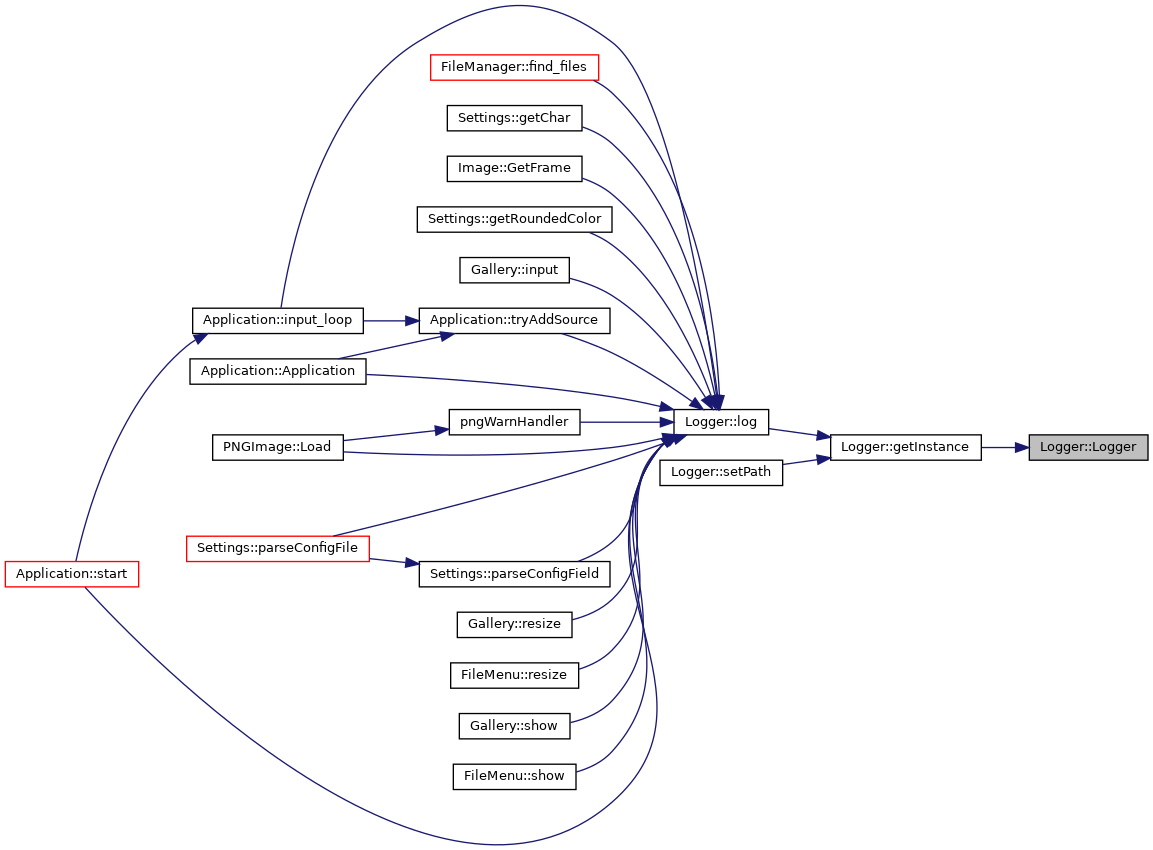 FileManager::find_files
Settings::getChar
Image::GetFrame
Settings::getRoundedColor
Gallery::input
Application::input_loop
Application::tryAddSource
Application::Application
pngWarnHandler
Logger::log
PNGImage::Load
Logger::getInstance
Logger::Logger
Logger::setPath
Settings::parseConfigFile
Application::start
Settings::parseConfigField
Gallery::resize
FileMenu::resize
Gallery::show
FileMenu::show